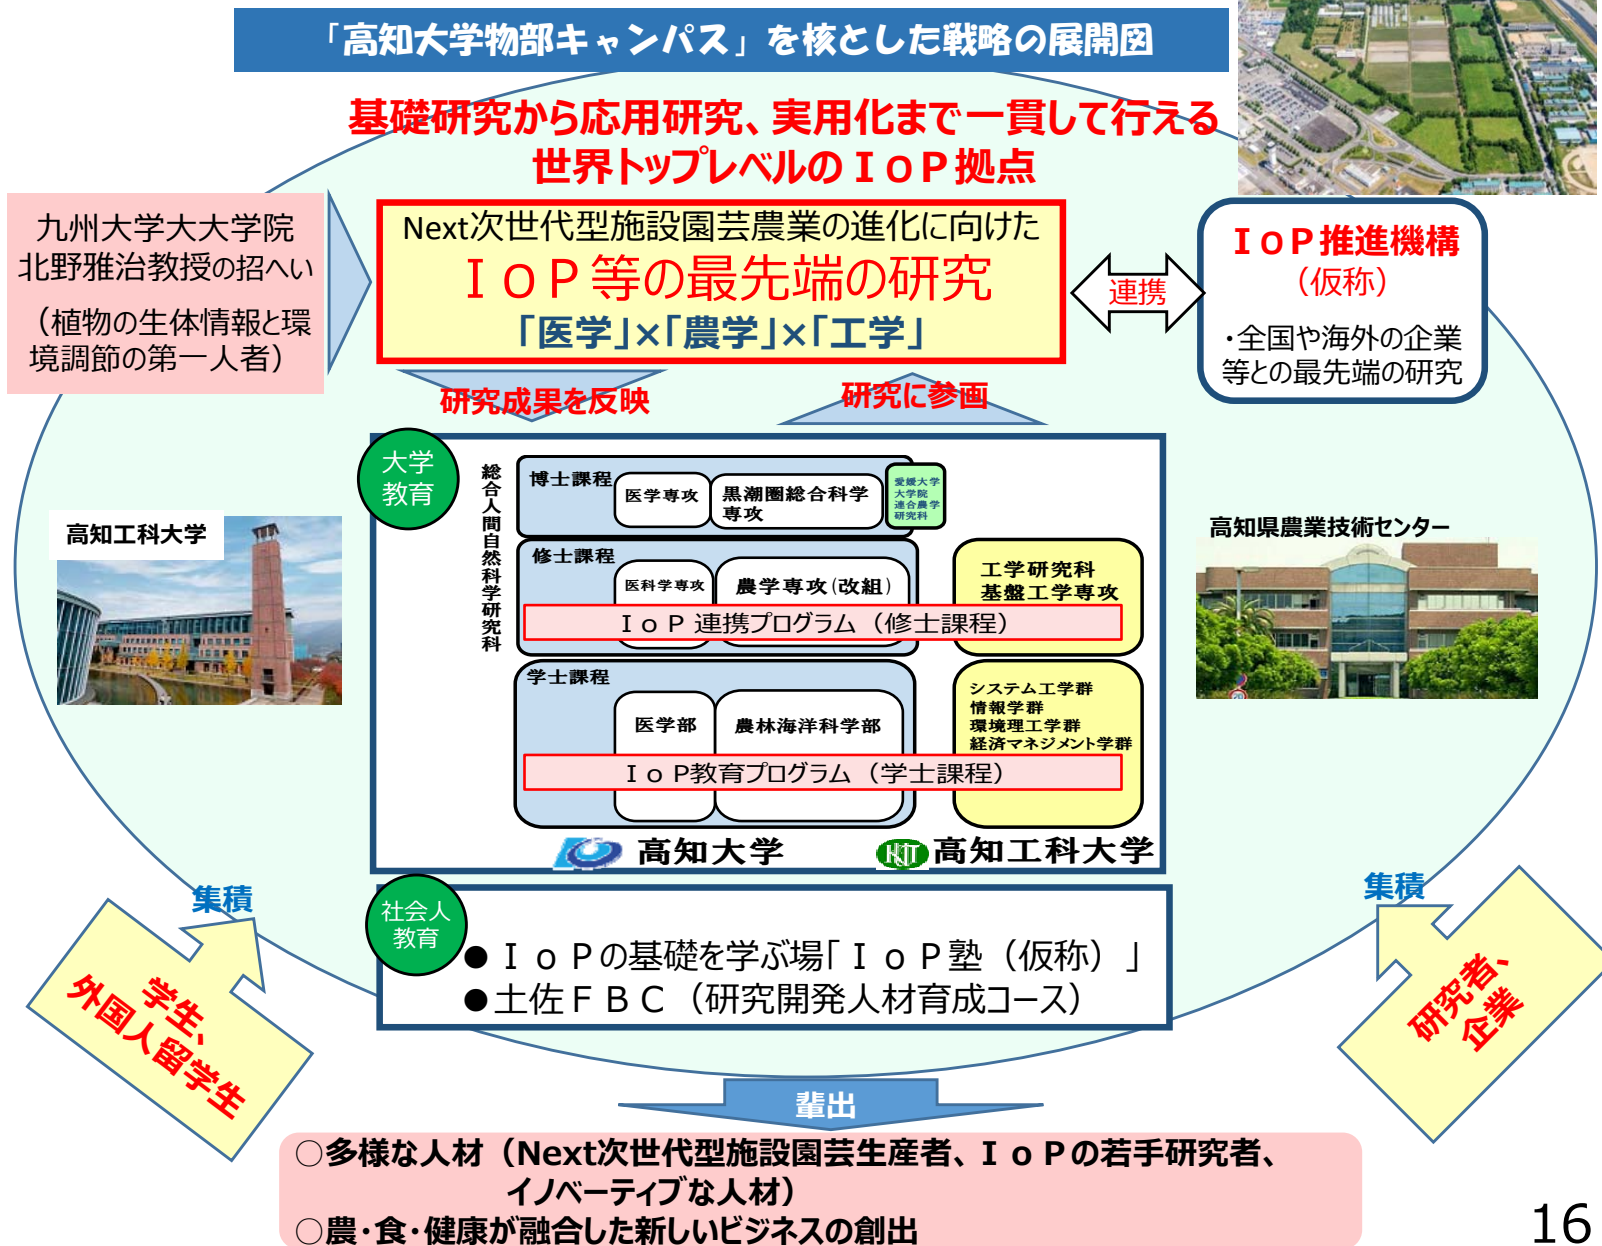 「高知大学物部キャンパス」を核とした戦略の展開図
基礎研究から応用研究、実用化まで一貫して行える
世界トップレベルのＩｏＰ拠点
九州大学大大学院
北野雅治教授の招へい
（植物の生体情報と環
境調節の第一人者）
Next次世代型施設園芸農業の進化に向けた
ＩｏＰ等の最先端の研究
「医学」×「農学」×「工学」
連携
ＩｏＰ推進機構
（仮称）
・全国や海外の企業
等との最先端の研究
研究成果を反映
研究に参画
大学
教育
総合人間自然科学研究科
博士課程
医学専攻
黒潮圏総合科学
専攻
愛媛大学
大学院
連合農学
研究科
修士課程
医科学専攻
農学専攻(改組)
工学研究科
基盤工学専攻
ＩｏＰ連携プログラム（修士課程）
学士課程
医学部
農林海洋科学部
システム工学群
情報学群
環境理工学群
経済マネジメント学群
ＩｏＰ教育プログラム（学士課程）
高知大学
KUT
高知工科大学
高知工科大学
高知県農業技術センター
社会人
教育
●ＩｏＰの基礎を学ぶ場「ＩｏＰ塾（仮称）」
●土佐ＦＢＣ（研究開発人材育成コース）
集積
学生、
外国人留学生
集積
研究者、
企業
輩出
○多様な人材（Next次世代型施設園芸生産者、ＩｏＰの若手研究者、
イノベーティブな人材）
○農・食・健康が融合した新しいビジネスの創出
16